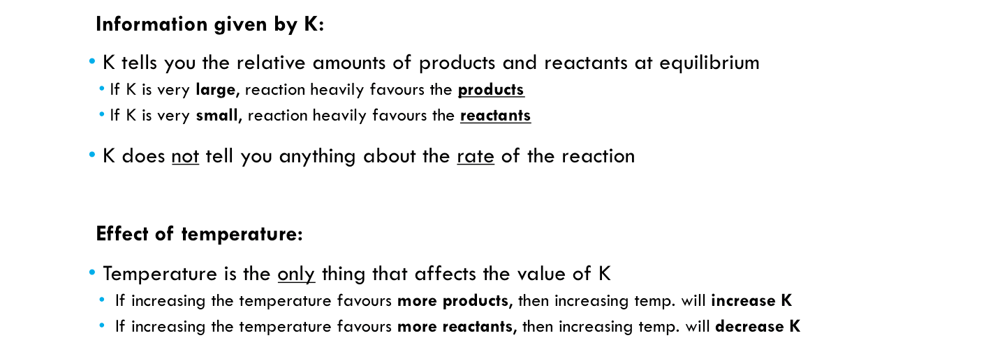 Information given by K:
• K tells you the relative amounts of products and reactants at equilibrium
• If K is very large, reaction heavily favours the products
• If K is very small, reaction heavily favours the reactants
• K does not tell you anything about the rate of the reaction
Effect of temperature:
• Temperature is the only thing that affects the value of K
• If increasing the temperature favours more products, then increasing temp. will increase K
• If increasing the temperature favours more reactants, then increasing temp. will decrease K